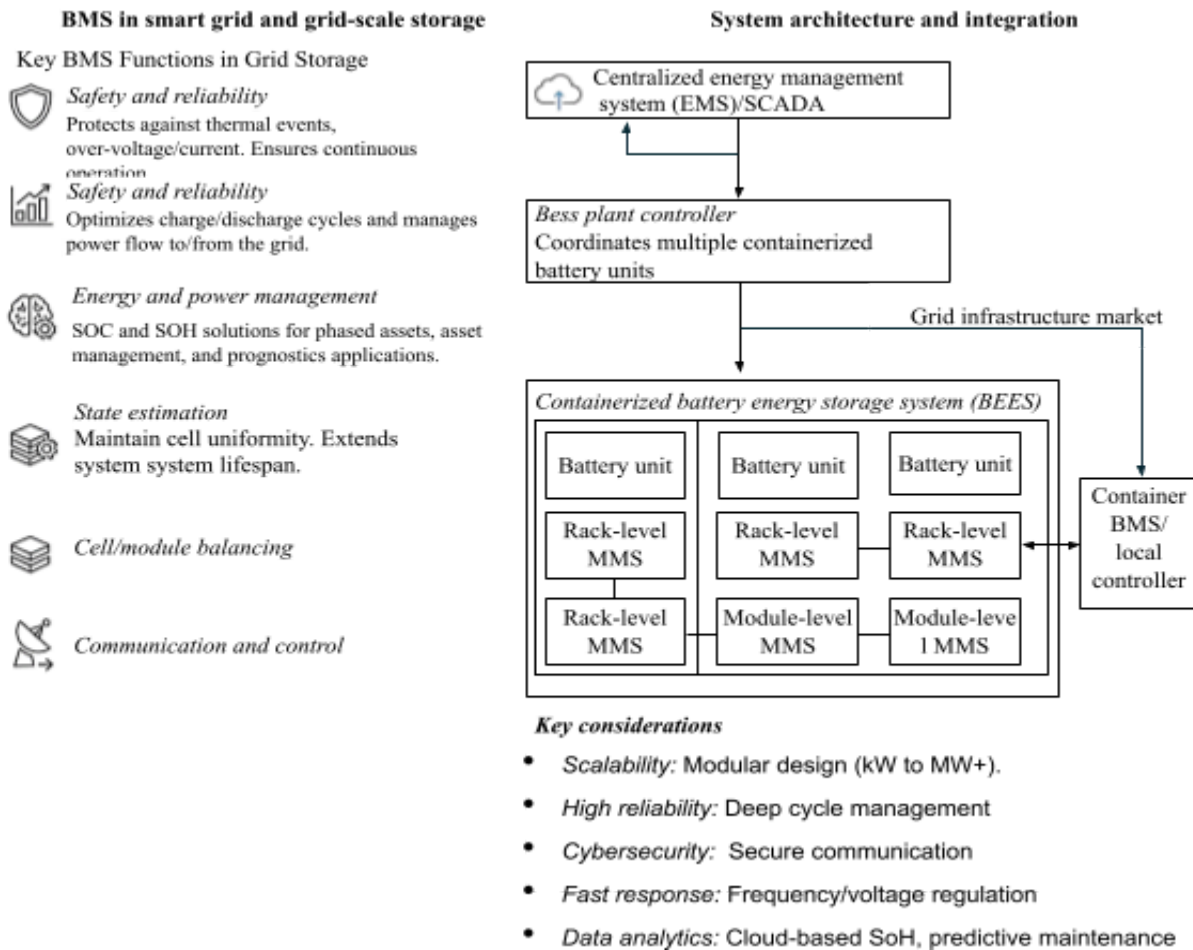 BMS in smart grid and grid-scale storage
Key BMS Functions in Grid Storage
Safety and reliability
Protects against thermal events,
over-voltage/current. Ensures continuous
operation
Safety and reliability
Optimizes charge/discharge cycles and manages
power flow to/from the grid.
Energy and power management
SOC and SOH solutions for phased assets, asset
management, and prognostics applications.
State estimation
Maintain cell uniformity. Extends
system system lifespan.
Cell/module balancing
Communication and control
System architecture and integration
Centralized energy management
system (EMS)/SCADA
Bess plant controller
Coordinates multiple containerized
battery units
Grid infrastructure market
Containerized battery energy storage system (BEES)
Battery unit
Battery unit
Battery unit
Rack-level
MMS
Rack-level
MMS
Rack-level
MMS
Rack-level
MMS
Module-level
MMS
Module-leve
l MMS
Container
BMS/
local
controller
Key considerations
• Scalability: Modular design (kW to MW+).
• High reliability: Deep cycle management
• Cybersecurity: Secure communication
• Fast response: Frequency/voltage regulation
• Data analytics: Cloud-based SoH, predictive maintenance